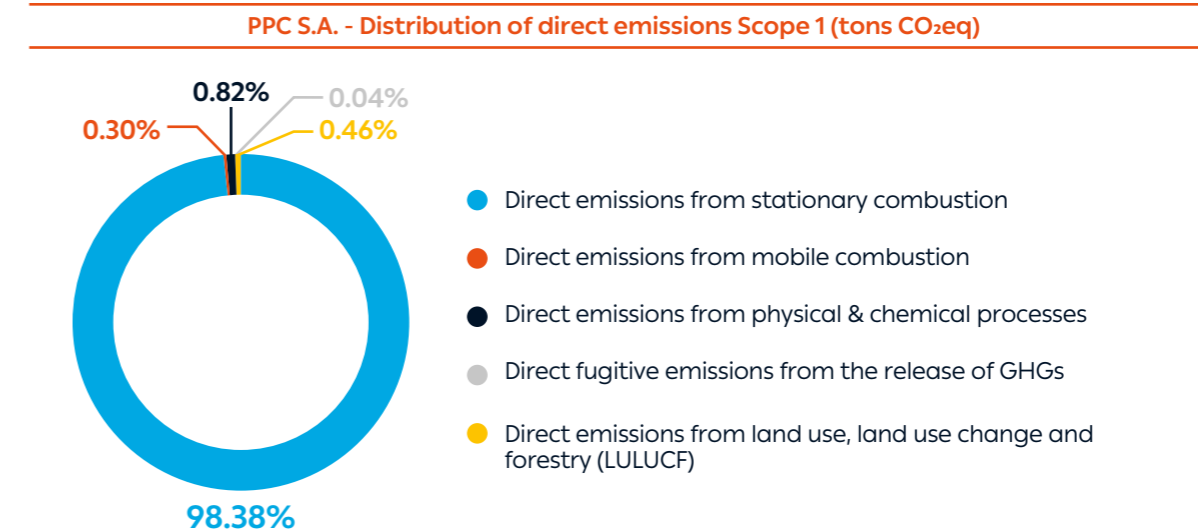 PPC S.A. - Distribution of direct emissions Scope 1 (tons CO₂eq)
0.82%
0.04%
0.30%
0.46%
Direct emissions from stationary combustion
Direct emissions from mobile combustion
Direct emissions from physical & chemical processes
Direct fugitive emissions from the release of GHGs
Direct emissions from land use, land use change and
forestry (LULUCF)
98.38%